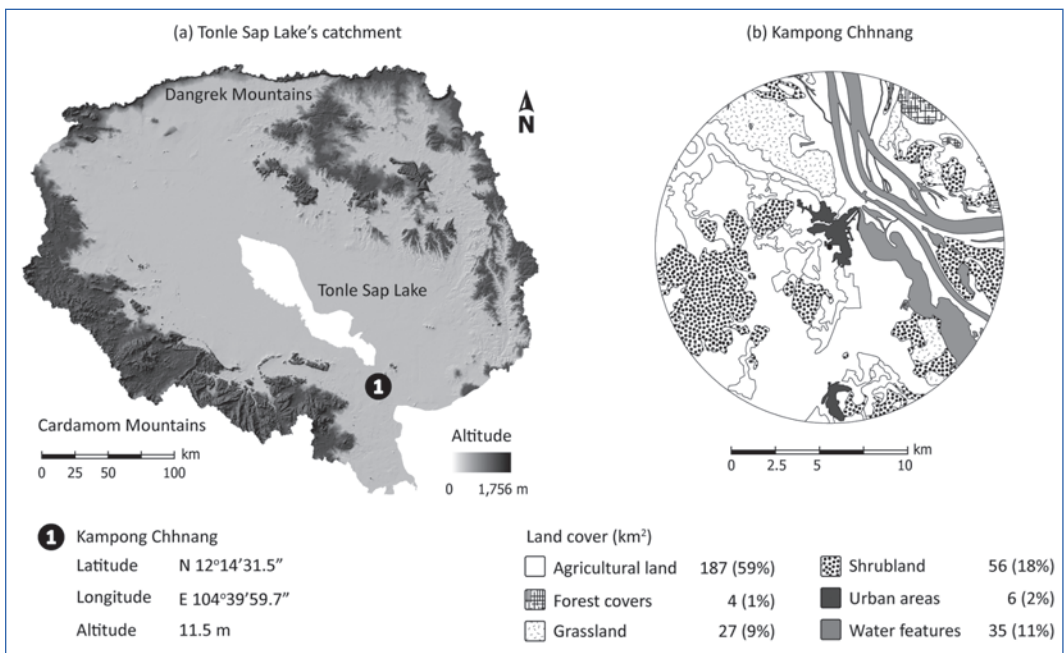 (a) Tonle Sap Lake’s catchment
Dangrek Mountains
N
Tonle Sap Lake
1
Cardamom Mountains
km
0 25 50 75 100
Altitude
0 1,756 m
(b) Kampong Chhnang
km
0 2.5 5 10
1 Kampong Chhnang
Latitude N 12°14’31.5”
Longitude E 104°39’59.7”
Altitude 11.5 m
Land cover (km²)
Agricultural land 187 (59%)
Forest covers 4 (1%)
Grassland 27 (9%)
Shrubland 56 (18%)
Urban areas 6 (2%)
Water features 35 (11%)